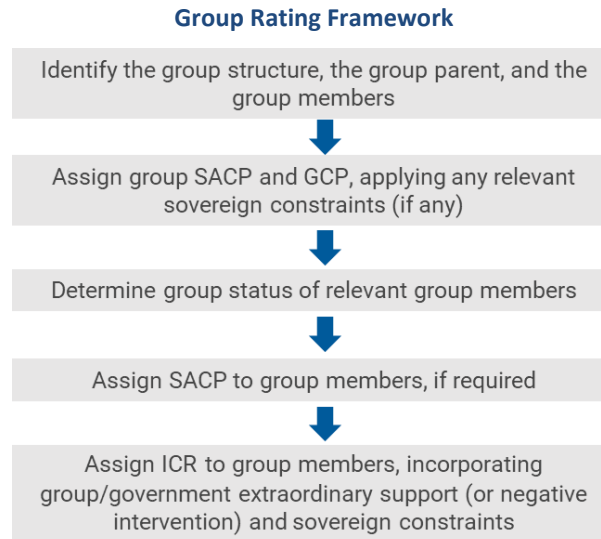 Group Rating Framework
Identify the group structure, the group parent, and the
group members
Assign group SACP and GCP, applying any relevant
sovereign constraints (if any)
Determine group status of relevant group members
Assign SACP to group members, if required
Assign ICR to group members, incorporating
group/government extraordinary support (or negative
intervention) and sovereign constraints